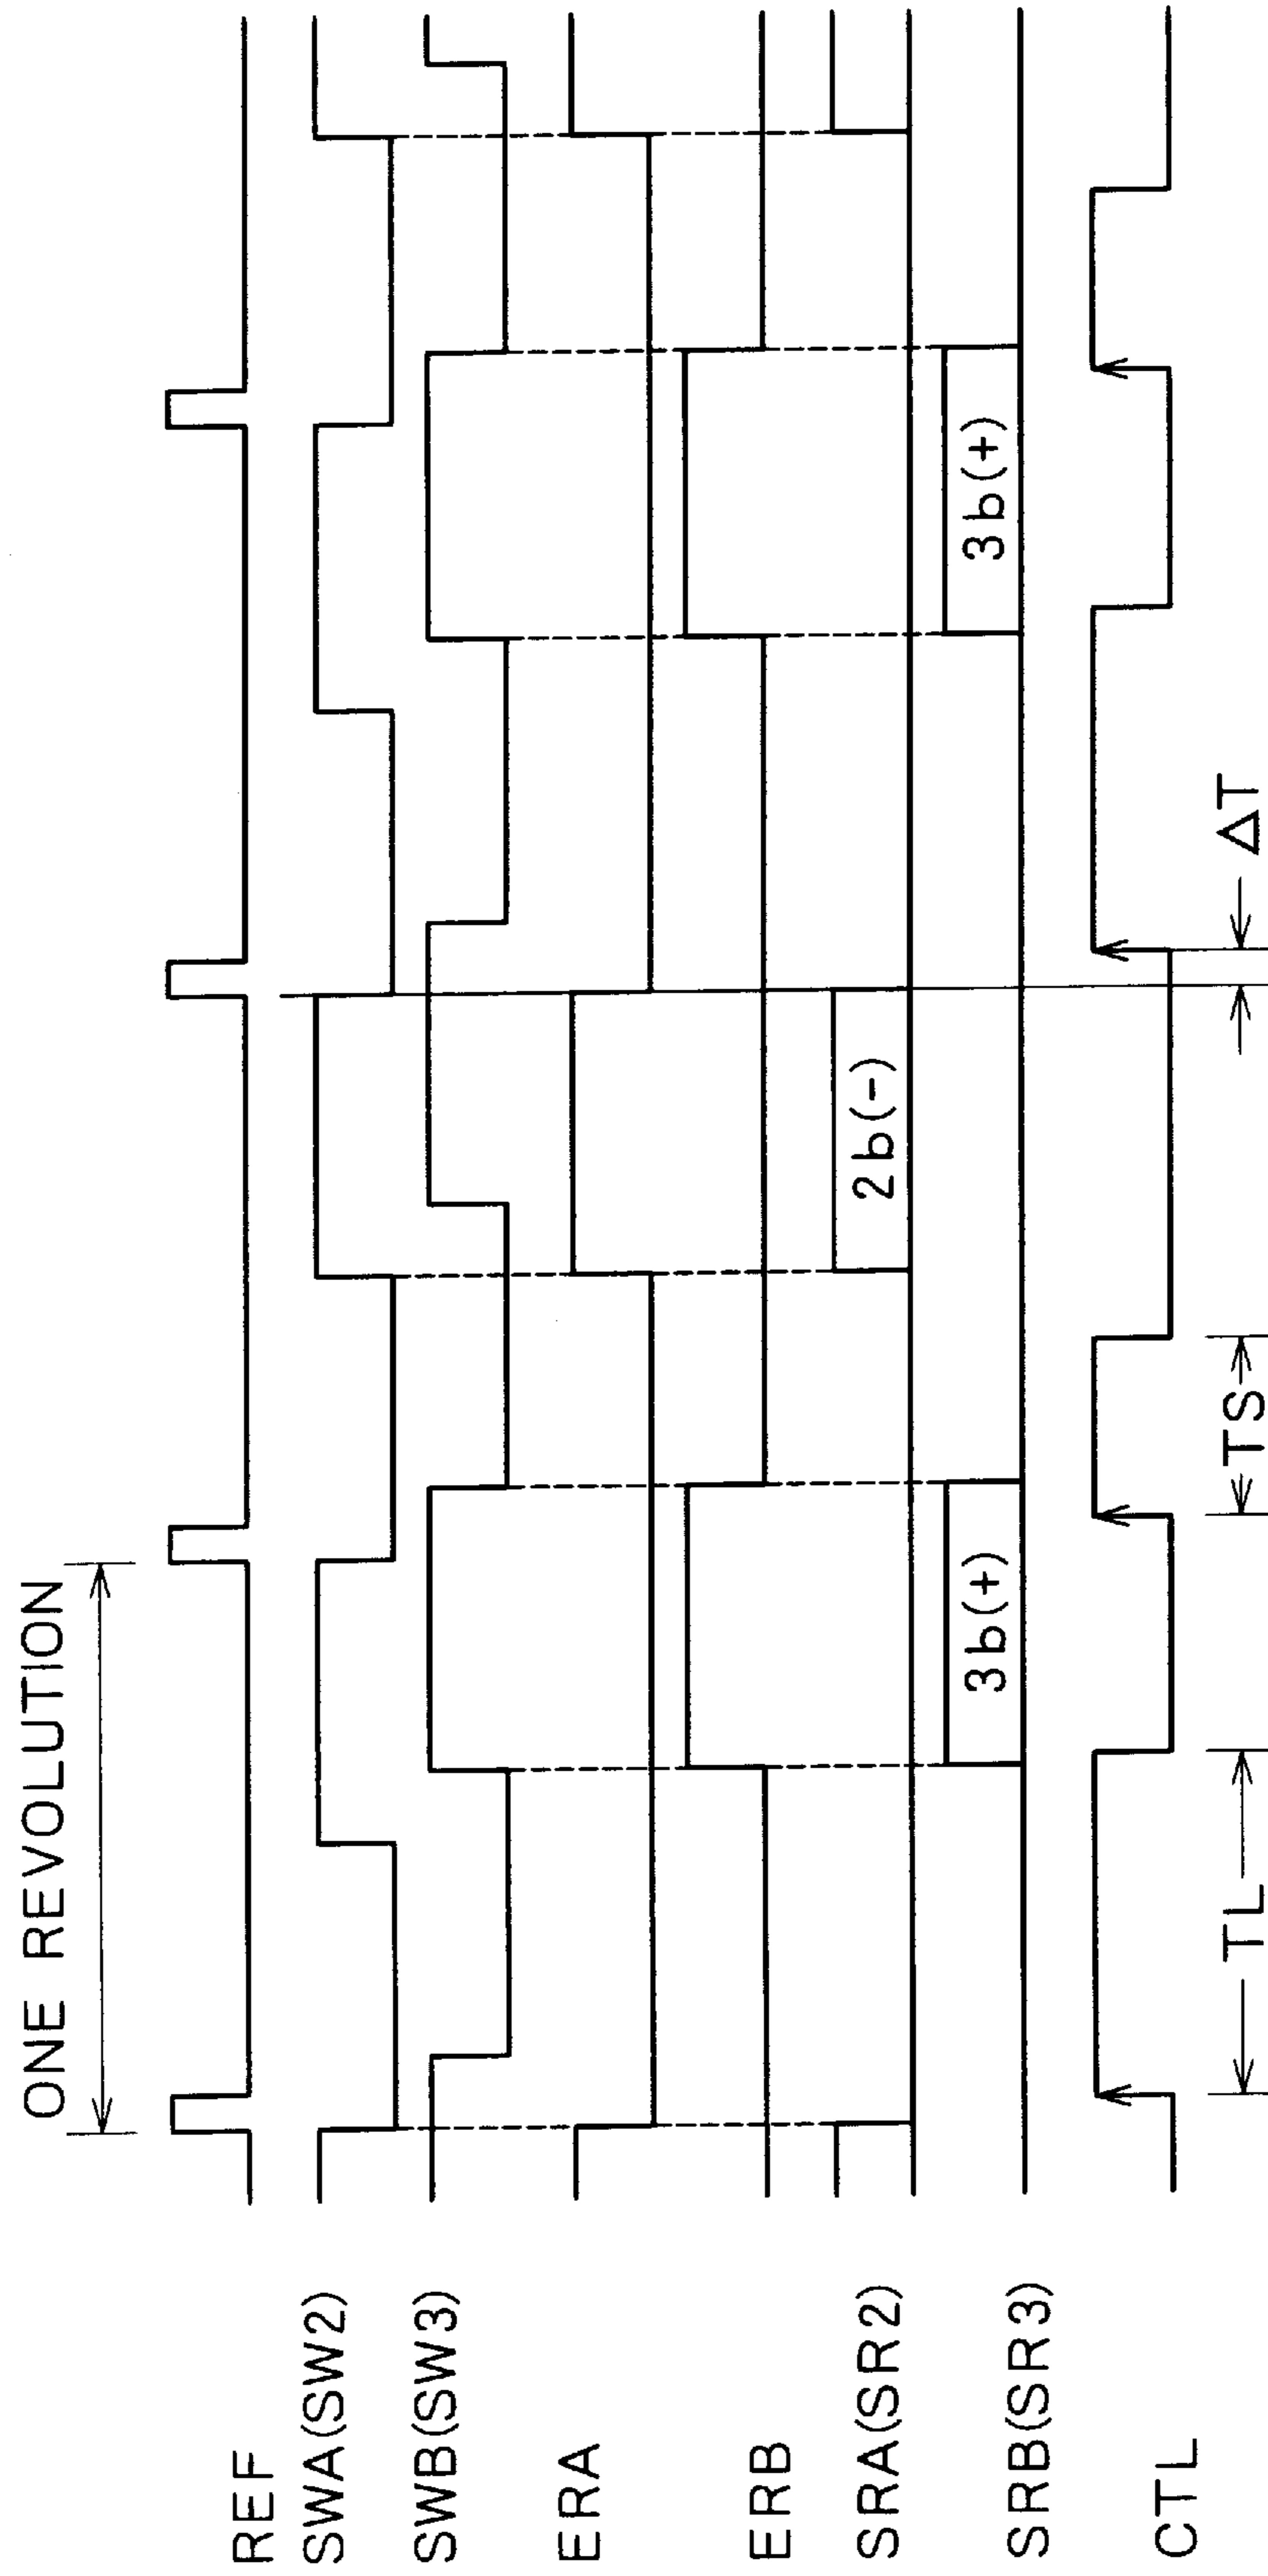 ONE REVOLUTION
REF
SWA(SW2)
SWB(SW3)
ERA
ERB
SRA(SR2)
2b(-)
SRB(SR3)
3b(+)
3b(+)
CTL
TL
TS
ΔT